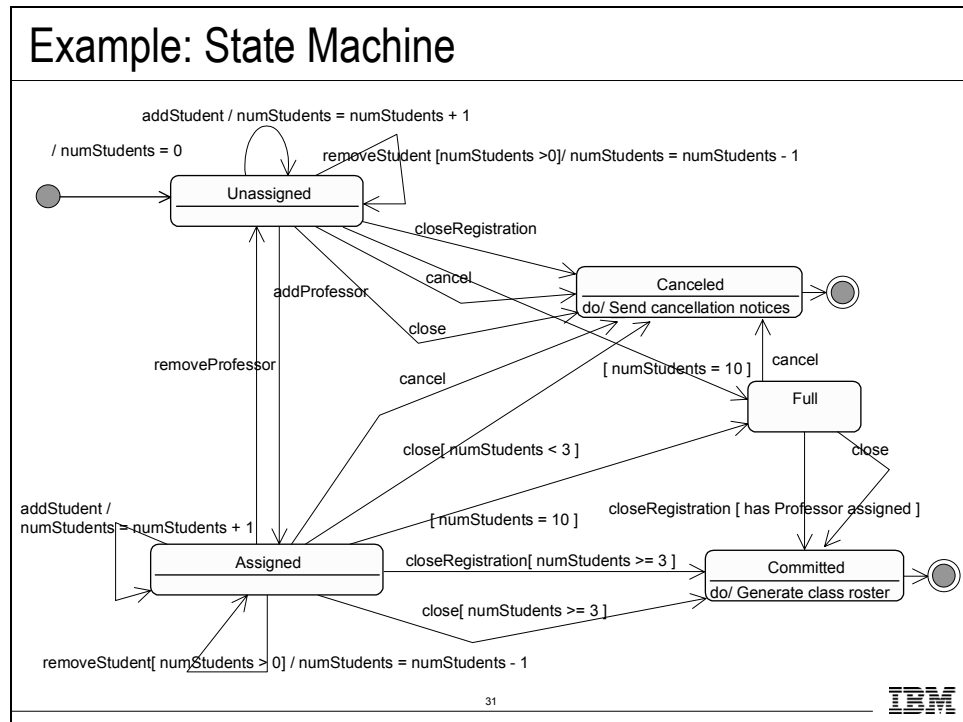 Example: State Machine
addStudent / numStudents = numStudents + 1
/ numStudents = 0
removeStudent [numStudents >0]/ numStudents = numStudents - 1
Unassigned
closeRegistration
cancel
Canceled
addProfessor
do/ Send cancellation notices
close
removeProfessor
cancel
[ numStudents = 10 ]
cancel
Full
close[ numStudents < 3 ]
close
addStudent /
numStudents = numStudents + 1
[ numStudents = 10 ]
closeRegistration [ has Professor assigned ]
Assigned
closeRegistration[ numStudents >= 3 ]
Committed
do/ Generate class roster
close[ numStudents >= 3 ]
removeStudent[ numStudents > 0] / numStudents = numStudents - 1
31
IBM